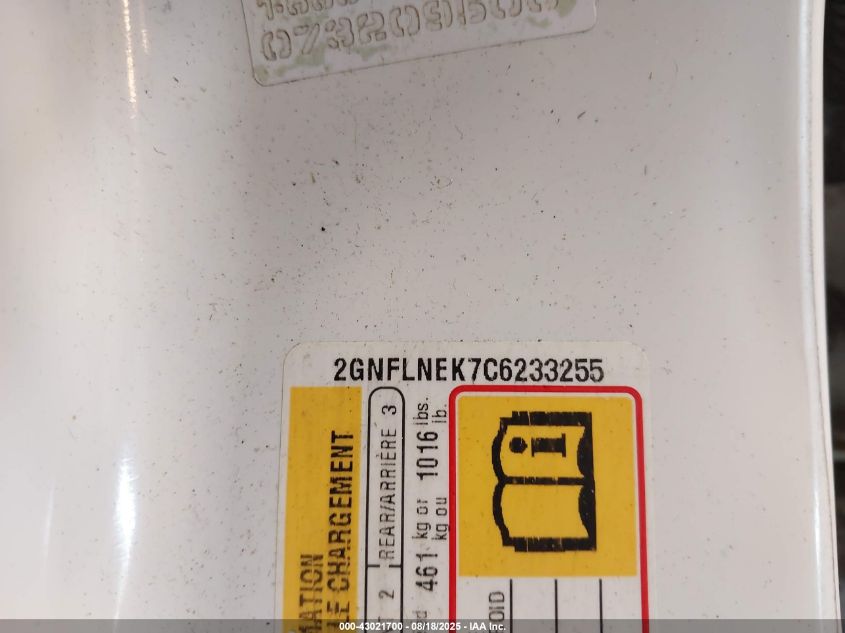 2GNFLNEK7C6233255
LE CHARGEMENT
2 REAR/ARRIÈRE 3
461 kg or 1016 lbs.
kg ou lb.
000-43021700 - 08/18/2025 - IAA Inc.